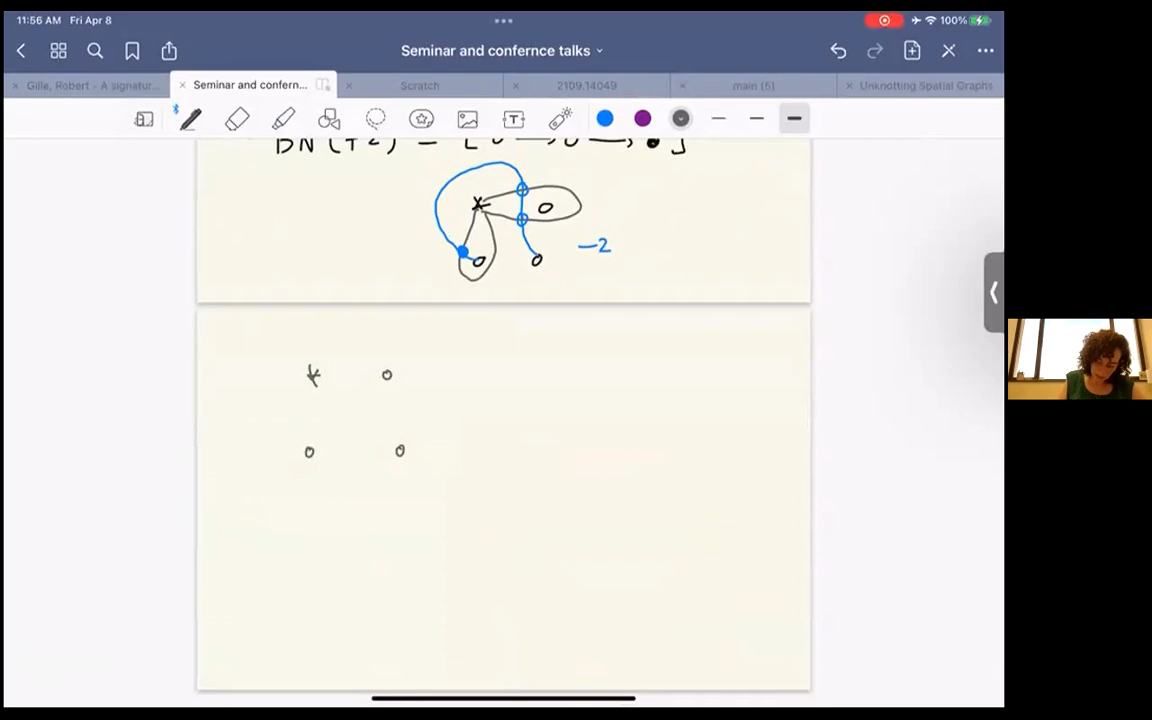 11:56 AM Fri Apr 8
100%
Seminar and confernce talks
Gille, Robert - A signatur...
Seminar and confern...
Scratch
2109.14049
main (5)
Unknotting Spatial Graphs
-2